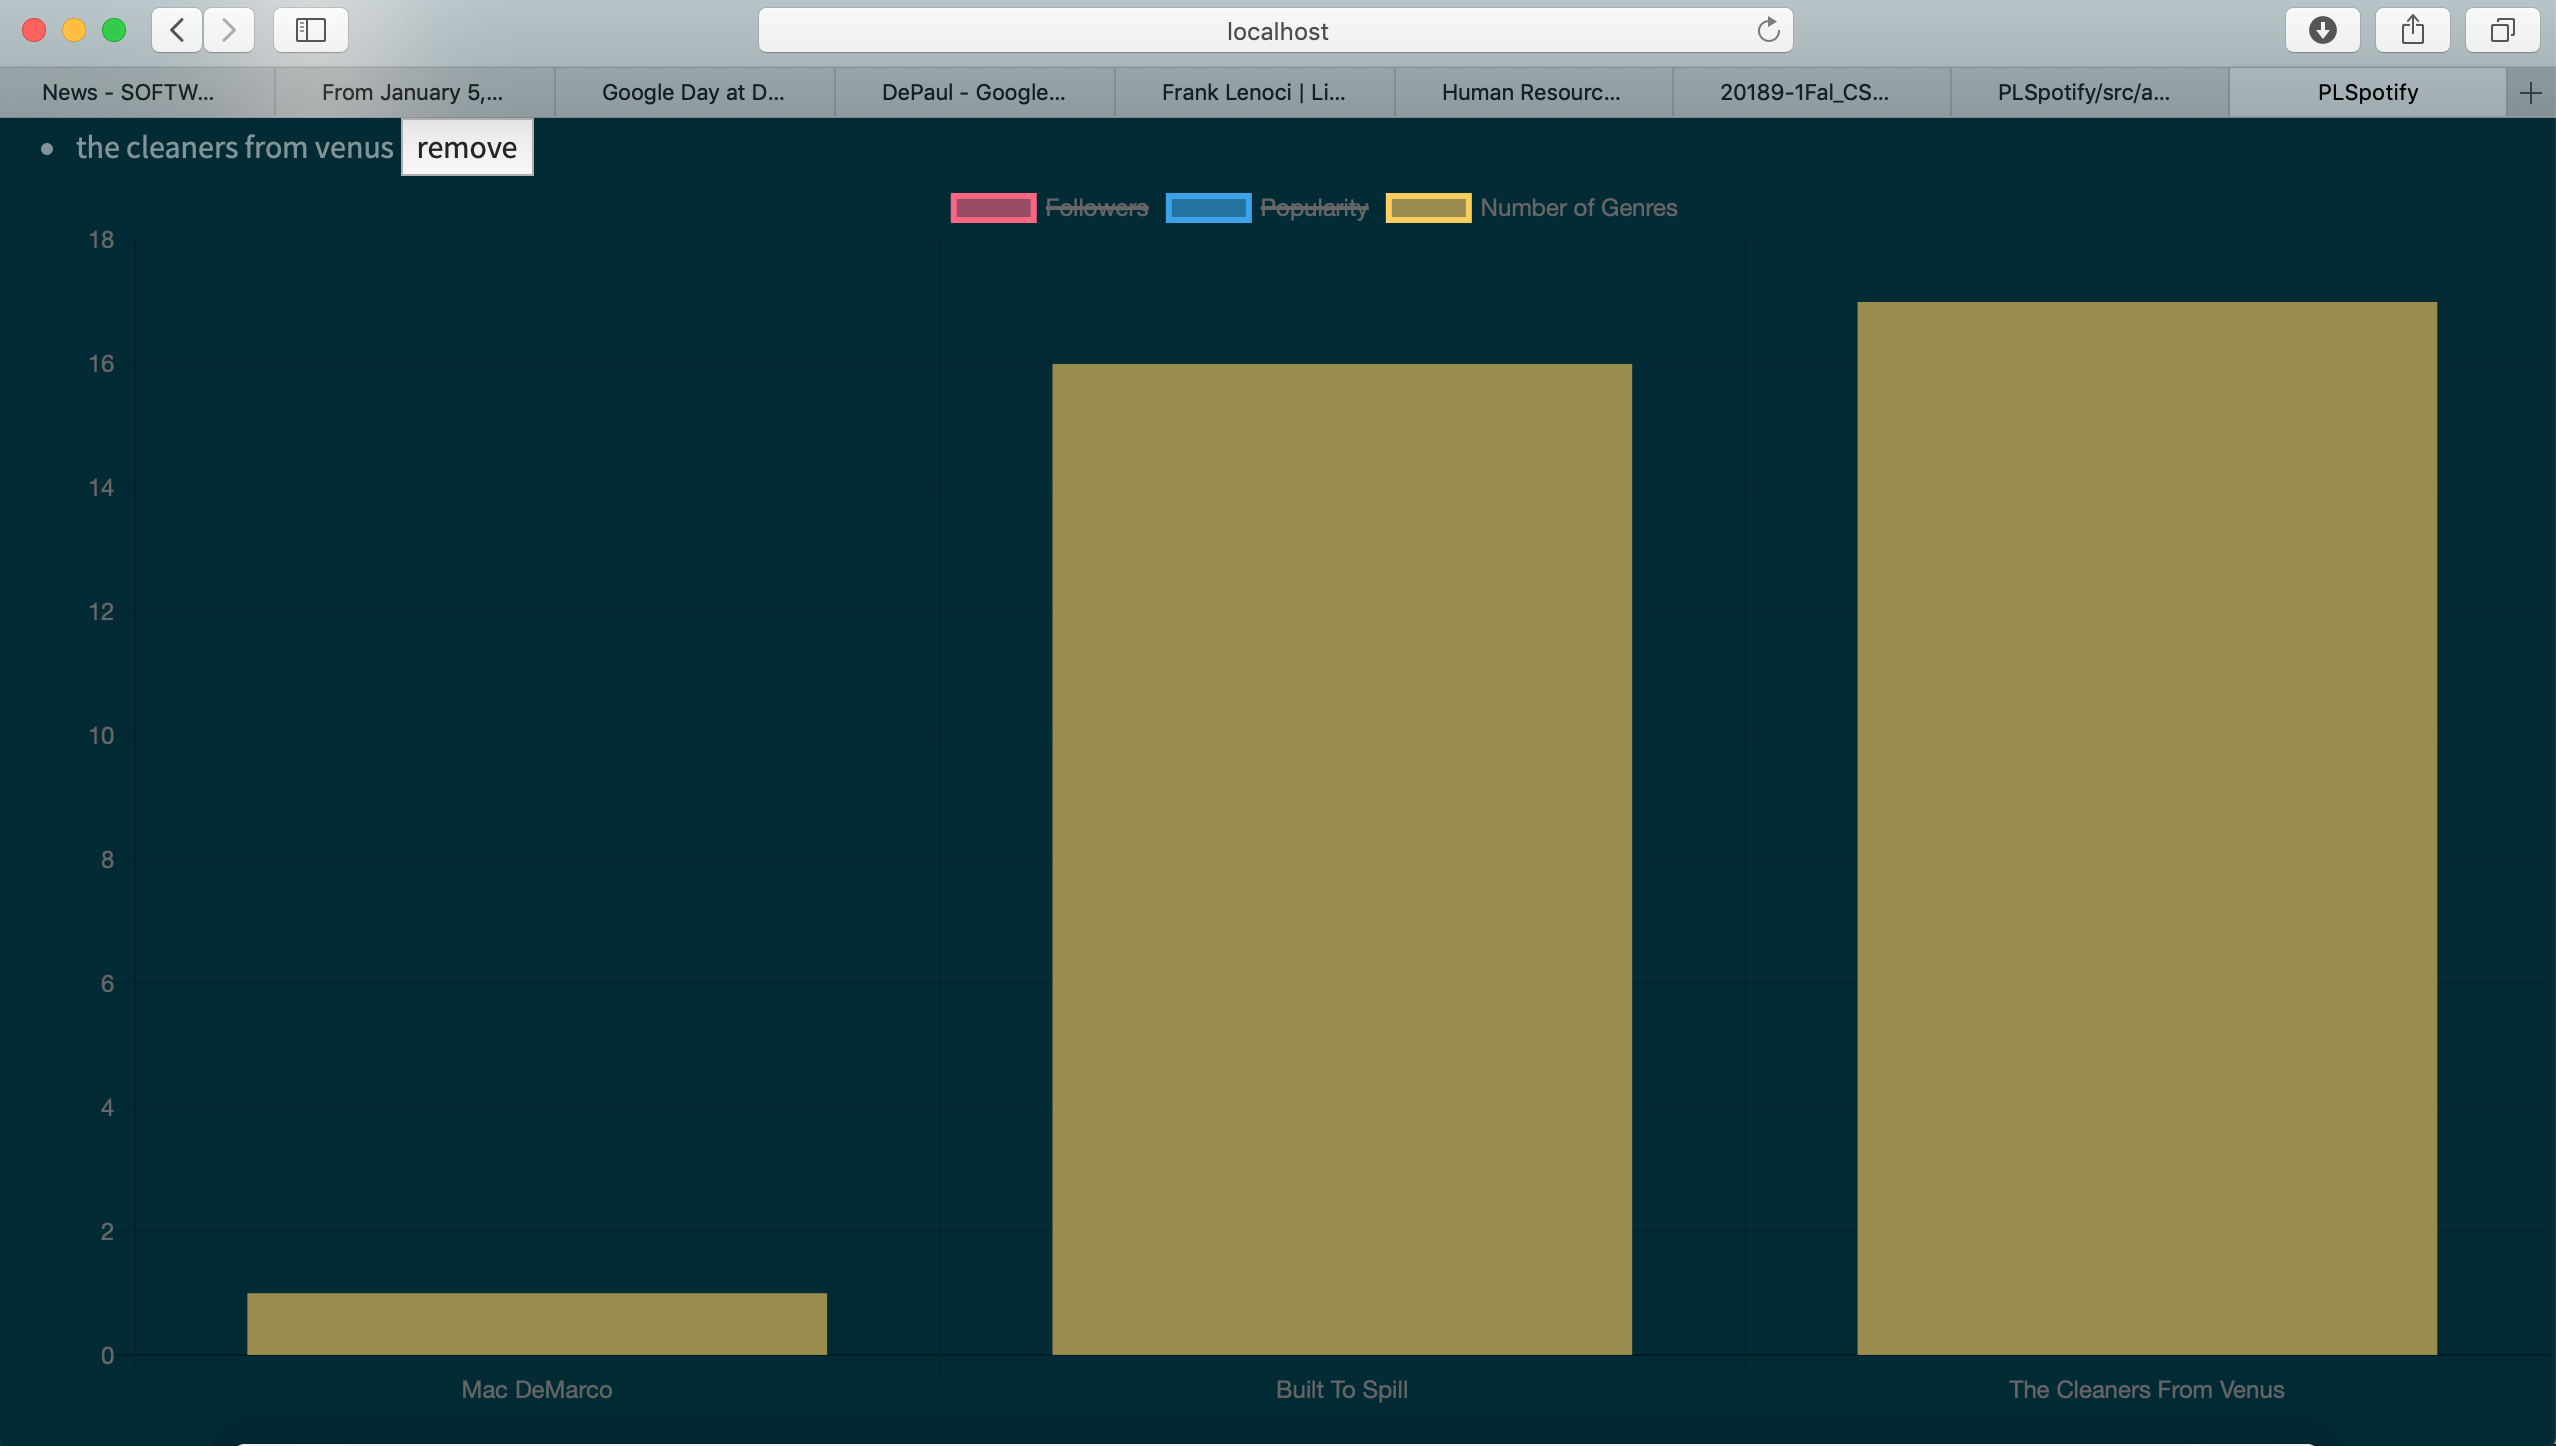 localhost
News - SOFTW... From January 5,... Google Day at D... DePaul - Google... Frank Lenoci | Li... Human Resourc... 20189-1Fal_CS... PLSpotify/src/a... PLSpotify
the cleaners from venus remove
Followers Popularity Number of Genres
18
16
14
12
10
8
6
4
2
0
Mac DeMarco Built To Spill The Cleaners From Venus